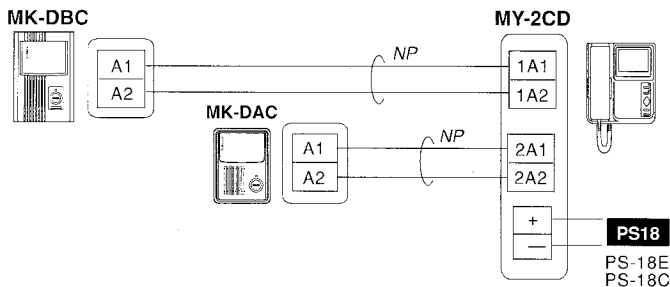 MK-DBC
MY-2CD
A1
A2
NP
1A1
1A2
MK-DAC
A1
A2
NP
2A1
2A2
+
—
PS18
PS-18E
PS-18C